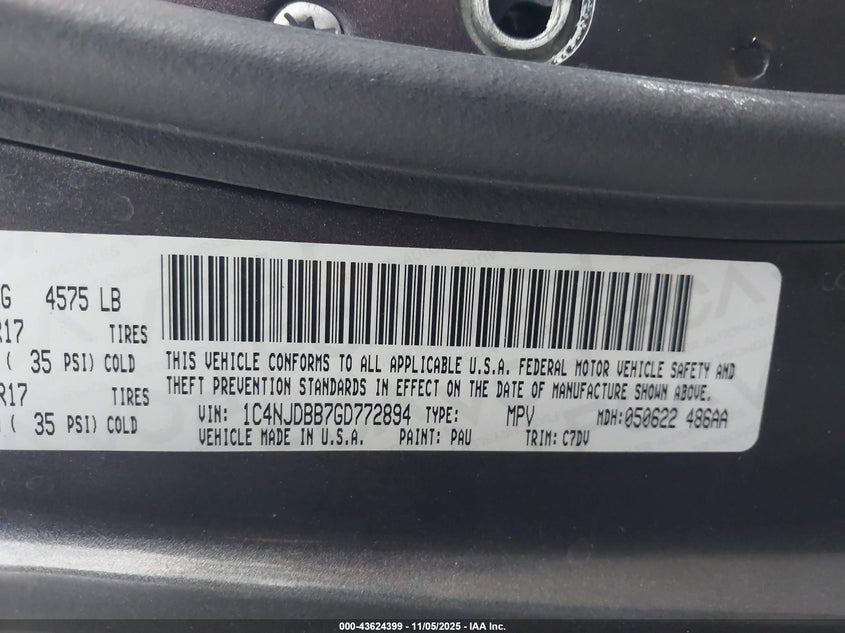 G 4575 LB
R17 TIRES
( 35 PSI) COLD
R17 TIRES
( 35 PSI) COLD
THIS VEHICLE CONFORMS TO ALL APPLICABLE U.S.A. FEDERAL MOTOR VEHICLE SAFETY AND
THEFT PREVENTION STANDARDS IN EFFECT ON THE DATE OF MANUFACTURE SHOWN ABOVE.
VIN: 1C4NJDBB7GD772894 TYPE: MPV MDH:050622 486AA
VEHICLE MADE IN U.S.A. PAINT: PAU TRIM: C7DV
000-43624399 - 11/05/2025 - IAA Inc.